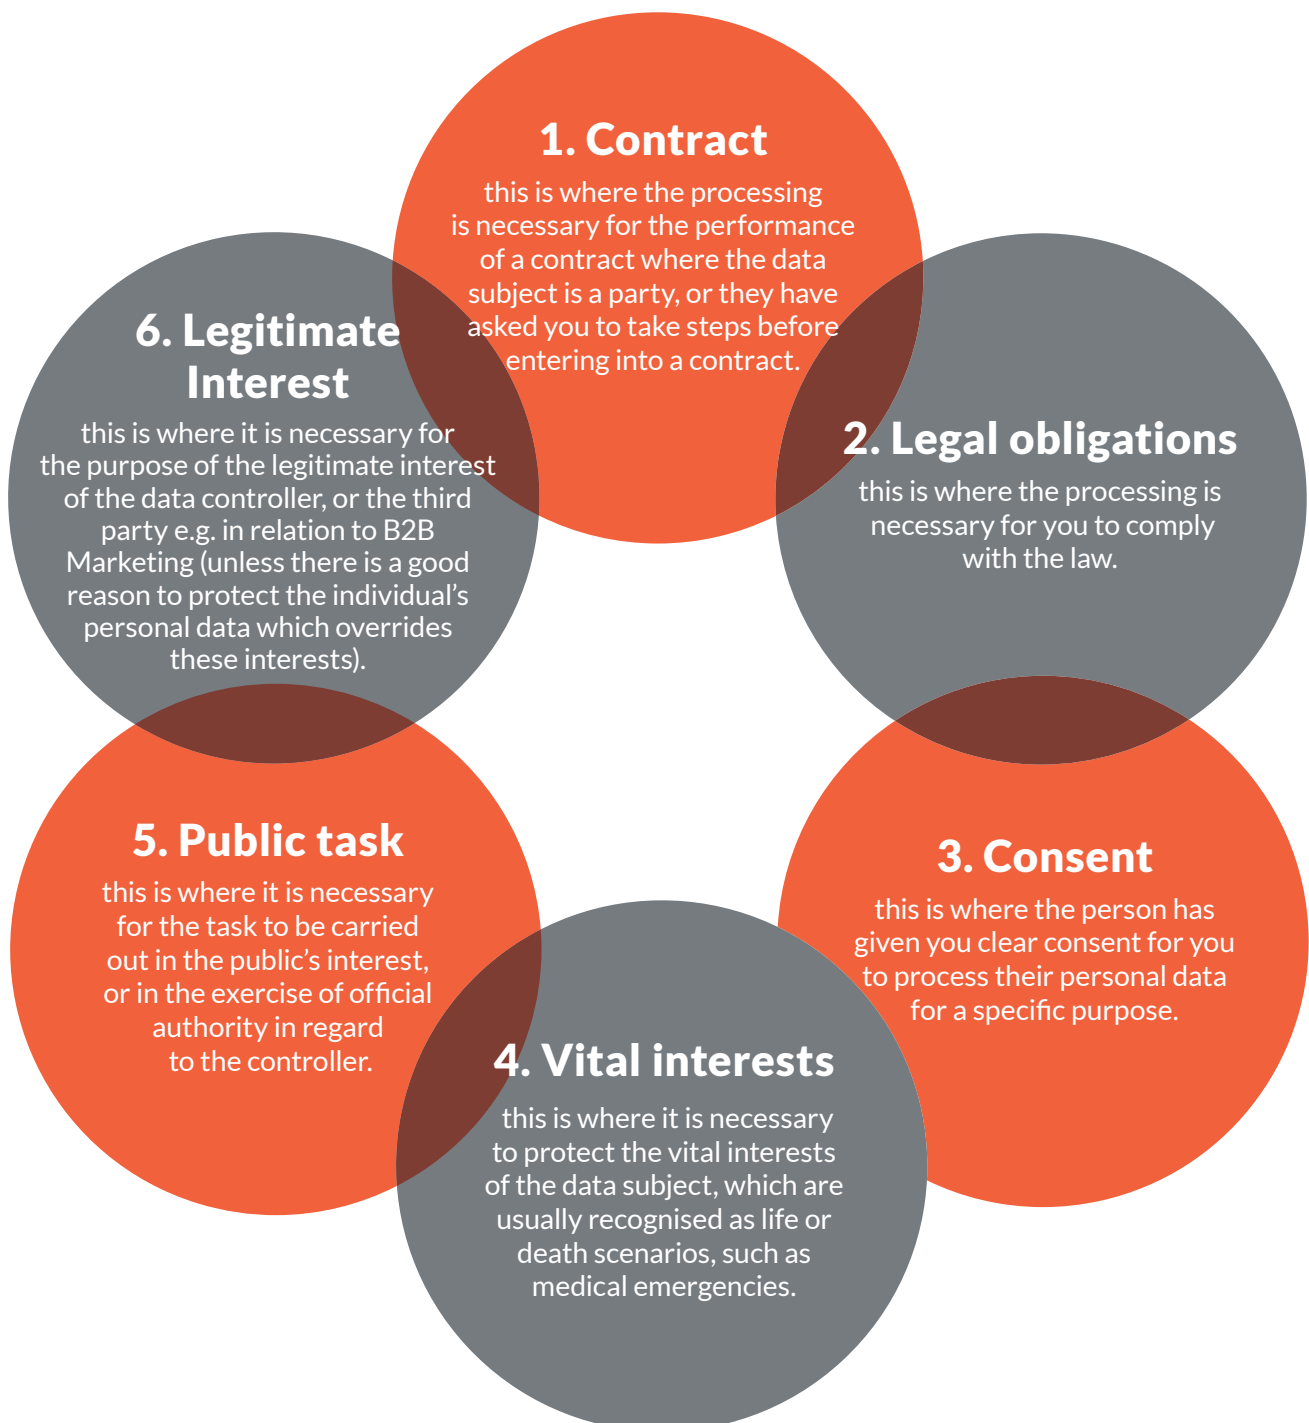 1. Contract
this is where the processing
is necessary for the performance
of a contract where the data
subject is a party, or they have
asked you to take steps before
entering into a contract.
2. Legal obligations
this is where the processing is
necessary for you to comply
with the law.
3. Consent
this is where the person has
given you clear consent for you
to process their personal data
for a specific purpose.
4. Vital interests
this is where it is necessary
to protect the vital interests
of the data subject, which are
usually recognised as life or
death scenarios, such as
medical emergencies.
5. Public task
this is where it is necessary
for the task to be carried
out in the public’s interest,
or in the exercise of official
authority in regard
to the controller.
6. Legitimate
Interest
this is where it is necessary for
the purpose of the legitimate interest
of the data controller, or the third
party e.g. in relation to B2B
Marketing (unless there is a good
reason to protect the individual’s
personal data which overrides
these interests).